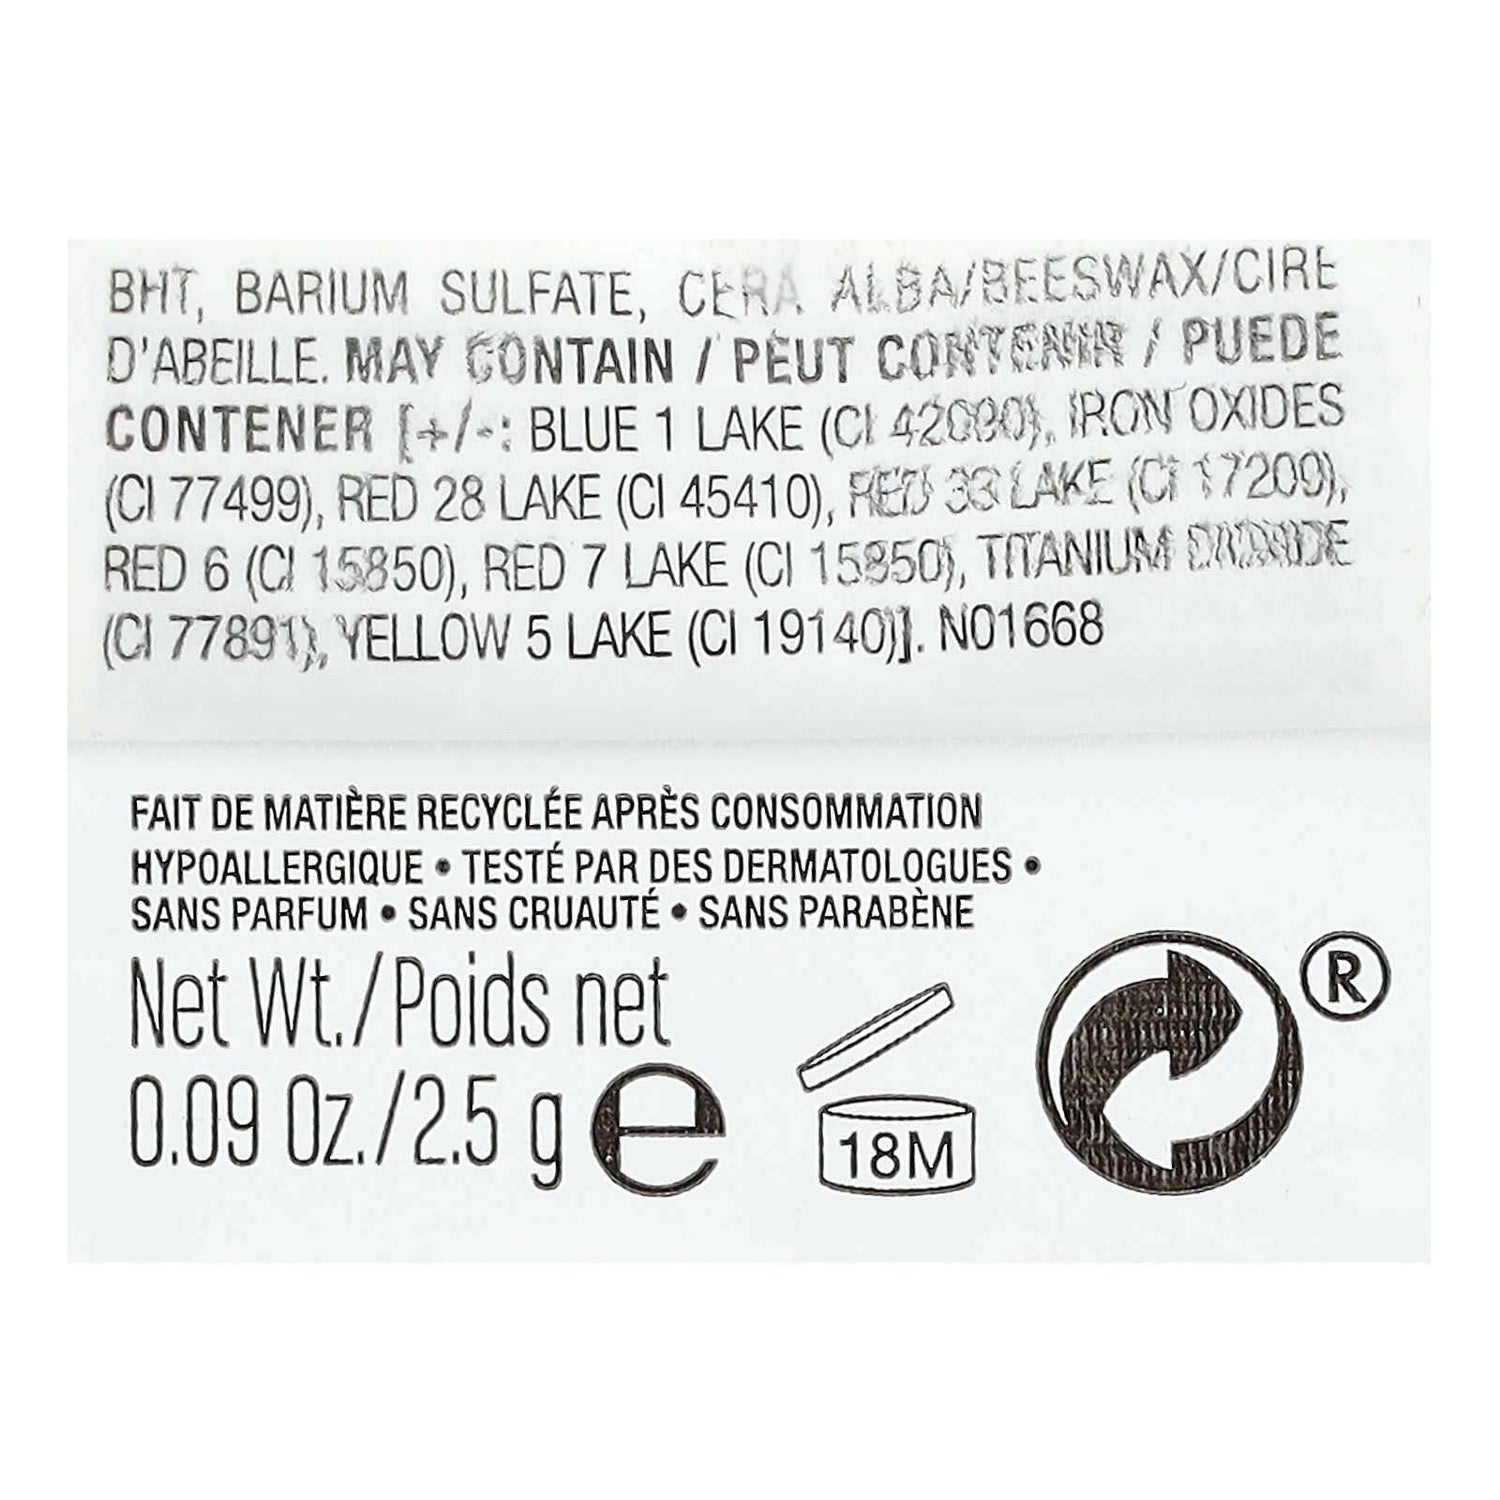 BHT, BARIUM SULFATE, CERA ALBA/BEESWAX/CIRE
D'ABEILLE. MAY CONTAIN / PEUT CONTENIR / PUEDE
CONTENER [+/-: BLUE 1 LAKE (CI 42090), IRON OXIDES
(CI 77499), RED 28 LAKE (CI 45410), RED 33 LAKE (CI 17200),
RED 6 (CI 15850), RED 7 LAKE (CI 15850), TITANIUM DIOXIDE
(CI 77891), YELLOW 5 LAKE (CI 19140)]. N01668
FAIT DE MATIÈRE RECYCLÉE APRÈS CONSOMMATION
HYPOALLERGIQUE • TESTÉ PAR DES DERMATOLOGUES •
SANS PARFUM • SANS CRUAUTÉ • SANS PARABÈNE
Net Wt./Poids net
0.09 Oz./2.5 g e
18M
®